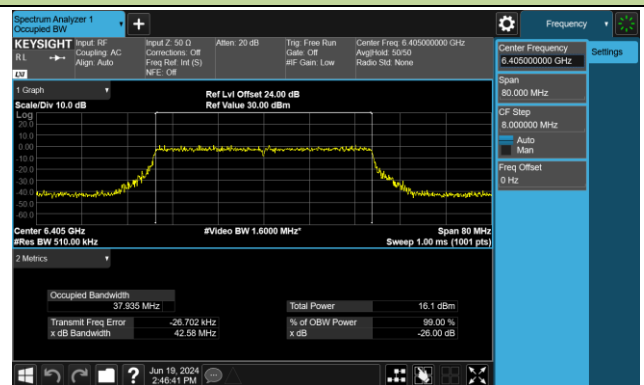 Spectrum Analyzer 1
Occupied BW
Frequency
KEYSIGHT
Input: RF
Coupling: AC
Align: Auto
Input Z: 50 Ω
Corrections: Off
Freq Ref: Int (S)
NFE: Off
Atten: 20 dB
Trig: Free Run
Gate: Off
#IF Gain: Low
Center Freq: 6.405000000 GHz
Avg|Hold: 50/50
Radio Std: None
R L
LXI
Center Frequency
6.405000000 GHz
Settings
Span
80.000 MHz
CF Step
8.000000 MHz
Auto
Man
Freq Offset
0 Hz
1 Graph
Scale/Div 10.0 dB
Ref Lvl Offset 24.00 dB
Ref Value 30.00 dBm
Log
20.0
10.0
0.00
-10.0
-20.0
-30.0
-40.0
-50.0
-60.0
Center 6.405 GHz
#Res BW 510.00 kHz
#Video BW 1.6000 MHz*
Span 80 MHz
Sweep 1.00 ms (1001 pts)
2 Metrics
Occupied Bandwidth
37.935 MHz
Total Power 16.1 dBm
Transmit Freq Error -26.702 kHz
% of OBW Power 99.00 %
x dB Bandwidth 42.58 MHz
x dB -26.00 dB
?
Jun 19, 2024
2:46:41 PM